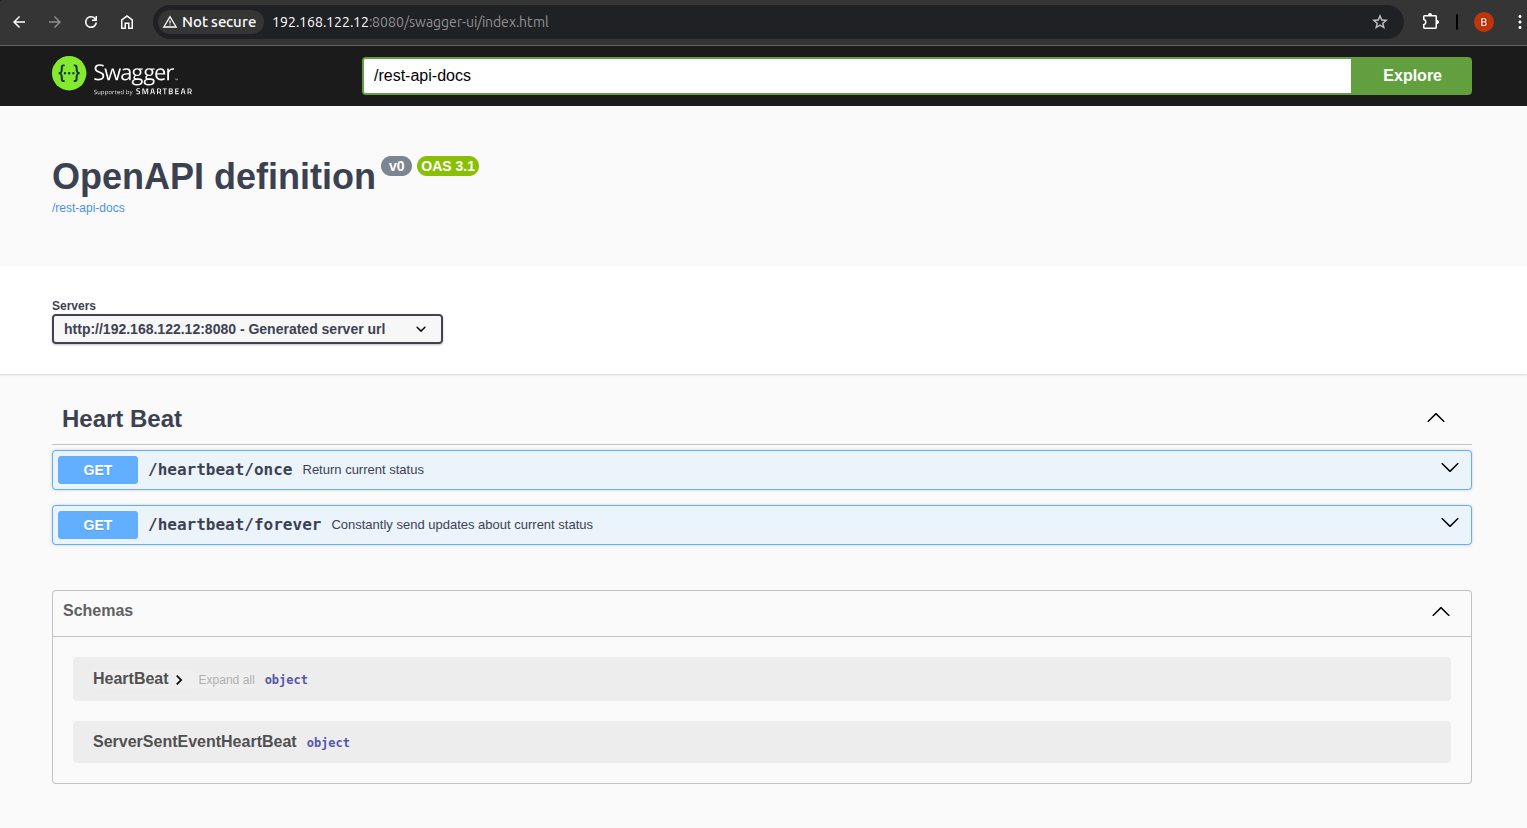 Not secure 192.168.122.12:8080/swagger-ui/index.html B
{···} Swagger
Supported by SMARTBEAR
/rest-api-docs Explore
OpenAPI definition v0 OAS 3.1
/rest-api-docs
Servers
http://192.168.122.12:8080 - Generated server url
Heart Beat
GET /heartbeat/once Return current status
GET /heartbeat/forever Constantly send updates about current status
Schemas
HeartBeat Expand all object
ServerSentEventHeartBeat object